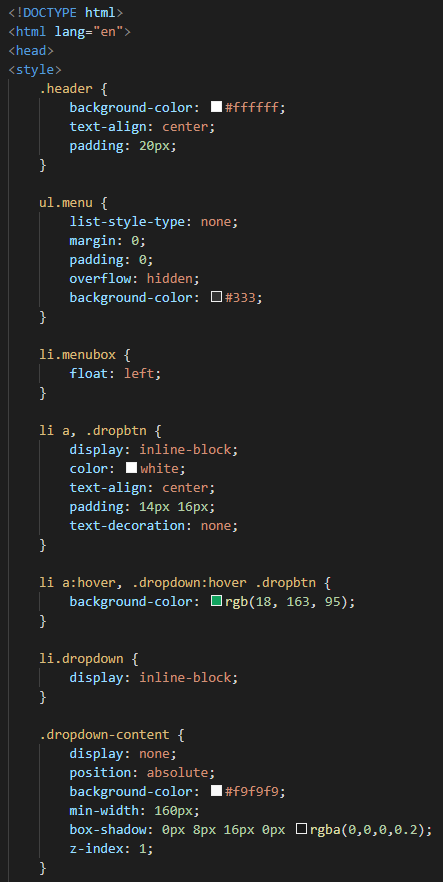 <!DOCTYPE html>
<html lang="en">
<head>
<style>
    .header {
        background-color: #ffffff;
        text-align: center;
        padding: 20px;
    }

    ul.menu {
        list-style-type: none;
        margin: 0;
        padding: 0;
        overflow: hidden;
        background-color: #333;
    }

    li.menubox {
        float: left;
    }

    li a, .dropbtn {
        display: inline-block;
        color: white;
        text-align: center;
        padding: 14px 16px;
        text-decoration: none;
    }

    li a:hover, .dropdown:hover .dropbtn {
        background-color: rgb(18, 163, 95);
    }

    li.dropdown {
        display: inline-block;
    }

    .dropdown-content {
        display: none;
        position: absolute;
        background-color: #f9f9f9;
        min-width: 160px;
        box-shadow: 0px 8px 16px 0px rgba(0,0,0,0.2);
        z-index: 1;
    }